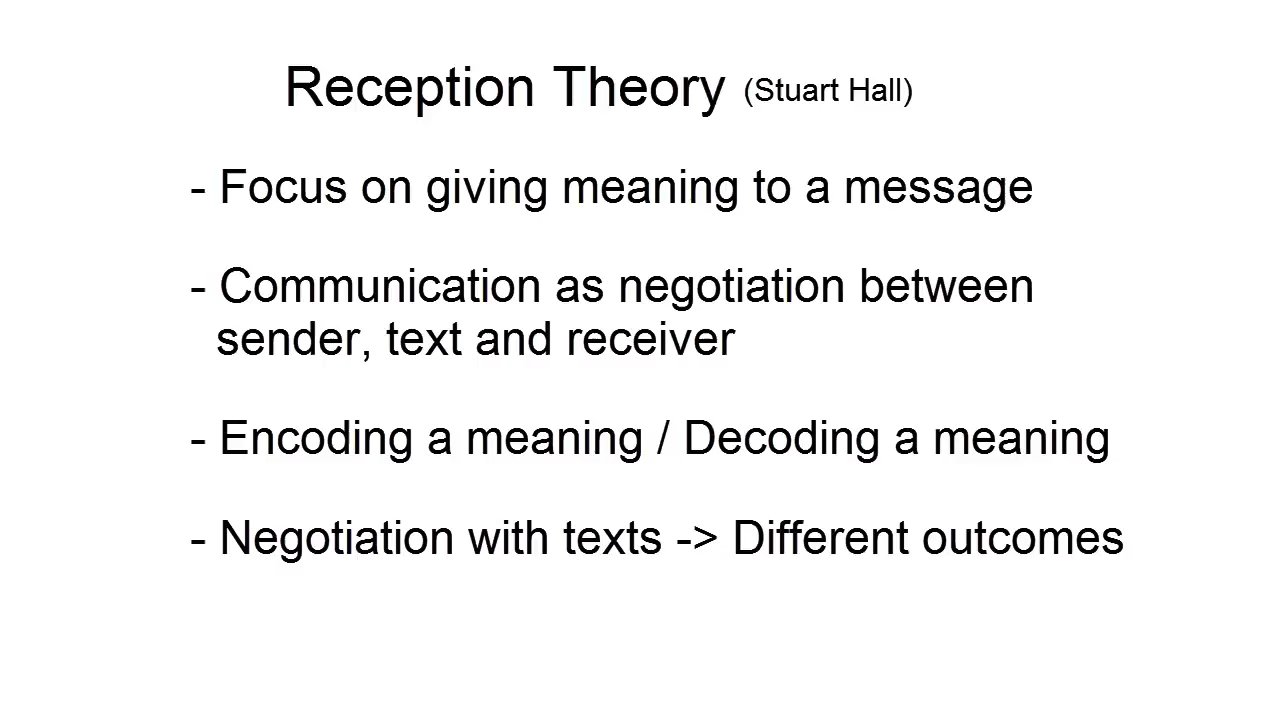 Reception Theory (Stuart Hall)
- Focus on giving meaning to a message
- Communication as negotiation between
sender, text and receiver
- Encoding a meaning / Decoding a meaning
- Negotiation with texts -> Different outcomes